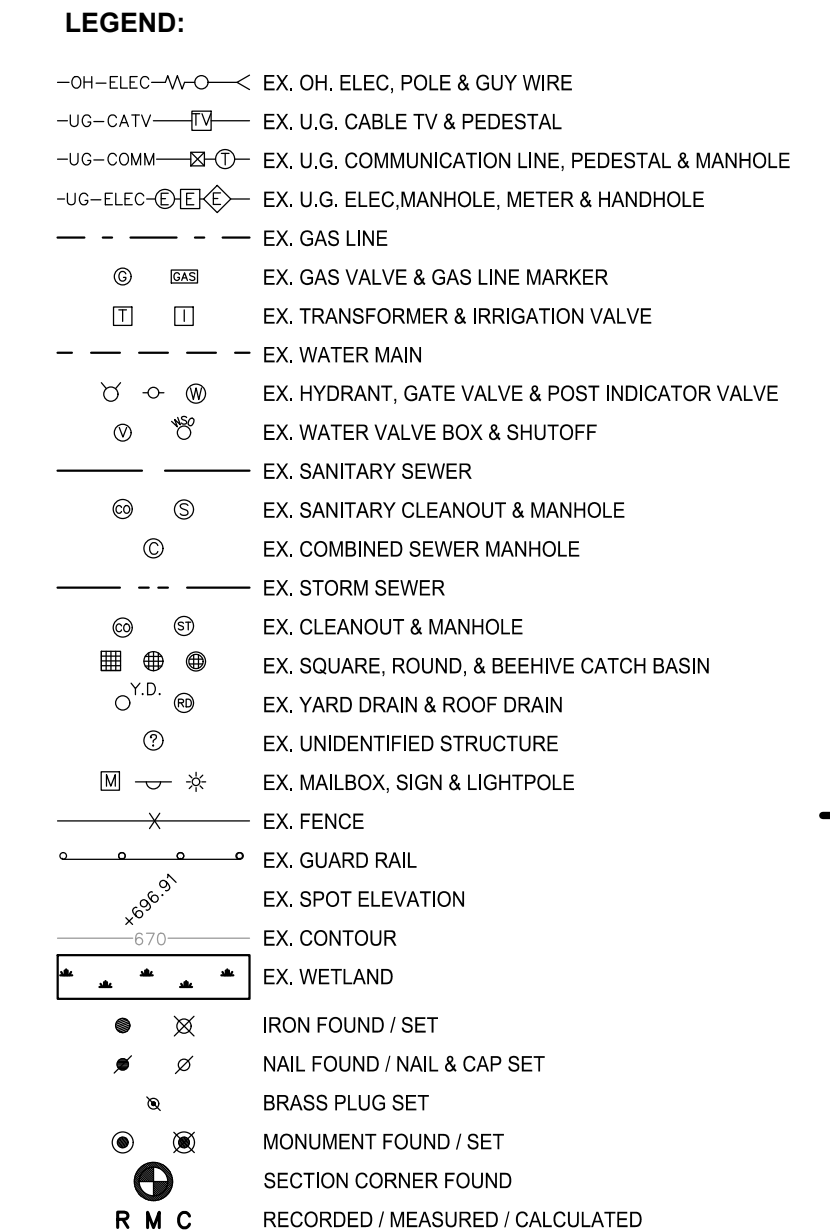 LEGEND:
-OH-ELEC- EX. OH. ELEC, POLE & GUY WIRE
-UG-CATV- TV EX. U.G. CABLE TV & PEDESTAL
-UG-COMM- T EX. U.G. COMMUNICATION LINE, PEDESTAL & MANHOLE
-UG-ELEC- E E E EX. U.G. ELEC,MANHOLE, METER & HANDHOLE
EX. GAS LINE
G GAS EX. GAS VALVE & GAS LINE MARKER
T I EX. TRANSFORMER & IRRIGATION VALVE
EX. WATER MAIN
W EX. HYDRANT, GATE VALVE & POST INDICATOR VALVE
V WSO EX. WATER VALVE BOX & SHUTOFF
EX. SANITARY SEWER
CO S EX. SANITARY CLEANOUT & MANHOLE
C EX. COMBINED SEWER MANHOLE
EX. STORM SEWER
CO ST EX. CLEANOUT & MANHOLE
EX. SQUARE, ROUND, & BEEHIVE CATCH BASIN
Y.D. RD EX. YARD DRAIN & ROOF DRAIN
? EX. UNIDENTIFIED STRUCTURE
M EX. MAILBOX, SIGN & LIGHTPOLE
X EX. FENCE
EX. GUARD RAIL
+696.91 EX. SPOT ELEVATION
670 EX. CONTOUR
EX. WETLAND
IRON FOUND / SET
NAIL FOUND / NAIL & CAP SET
BRASS PLUG SET
MONUMENT FOUND / SET
SECTION CORNER FOUND
R M C RECORDED / MEASURED / CALCULATED